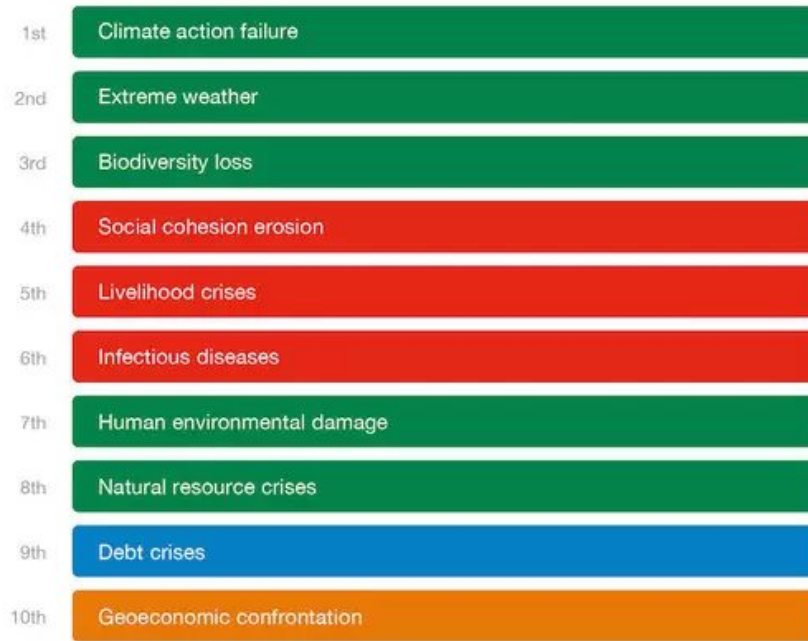 1st Climate action failure
2nd Extreme weather
3rd Biodiversity loss
4th Social cohesion erosion
5th Livelihood crises
6th Infectious diseases
7th Human environmental damage
8th Natural resource crises
9th Debt crises
10th Geoeconomic confrontation